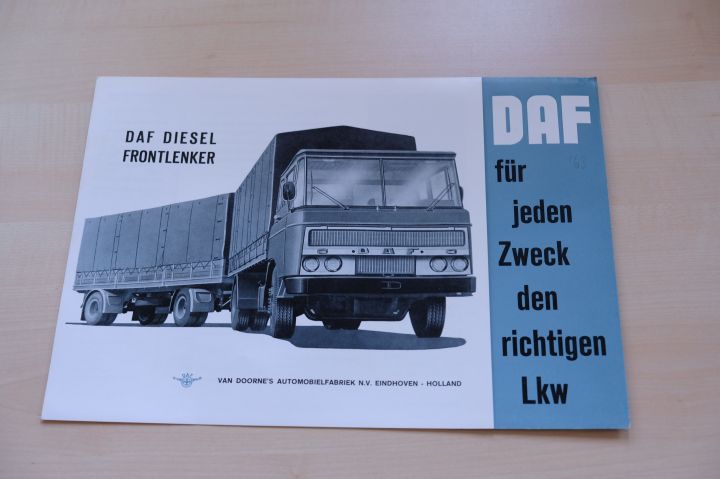 DAF DIESEL
FRONTLENKER
D A F
VAN DOORNE'S AUTOMOBIELFABRIEK N.V. EINDHOVEN - HOLLAND
DAF
für
jeden
Zweck
den
richtigen
Lkw